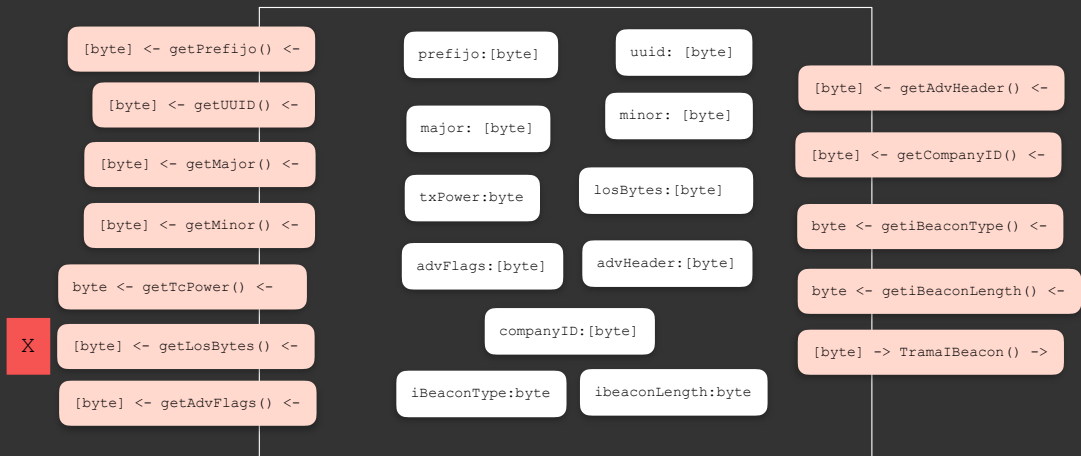 [byte] <- getPrefijo() <-
[byte] <- getUUID() <-
[byte] <- getMajor() <-
[byte] <- getMinor() <-
byte <- getTcPower() <-
X
[byte] <- getLosBytes() <-
[byte] <- getAdvFlags() <-
prefijo:[byte]
uuid: [byte]
major: [byte]
minor: [byte]
txPower:byte
losBytes:[byte]
advFlags:[byte]
advHeader:[byte]
companyID:[byte]
iBeaconType:byte
ibeaconLength:byte
[byte] <- getAdvHeader() <-
[byte] <- getCompanyID() <-
byte <- getiBeaconType() <-
byte <- getiBeaconLength() <-
[byte] -> TramaIBeacon() ->